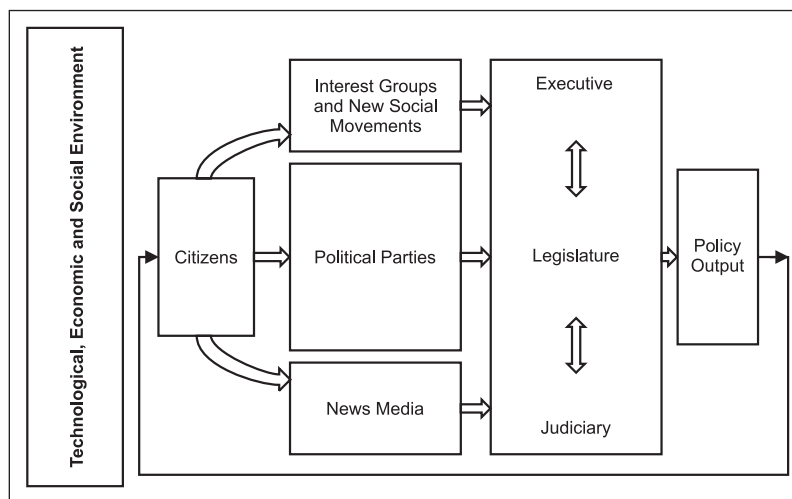 Technological, Economic and Social Environment
Citizens
Interest Groups
and New Social
Movements
Political Parties
News Media
Executive
Legislature
Judiciary
Policy
Output